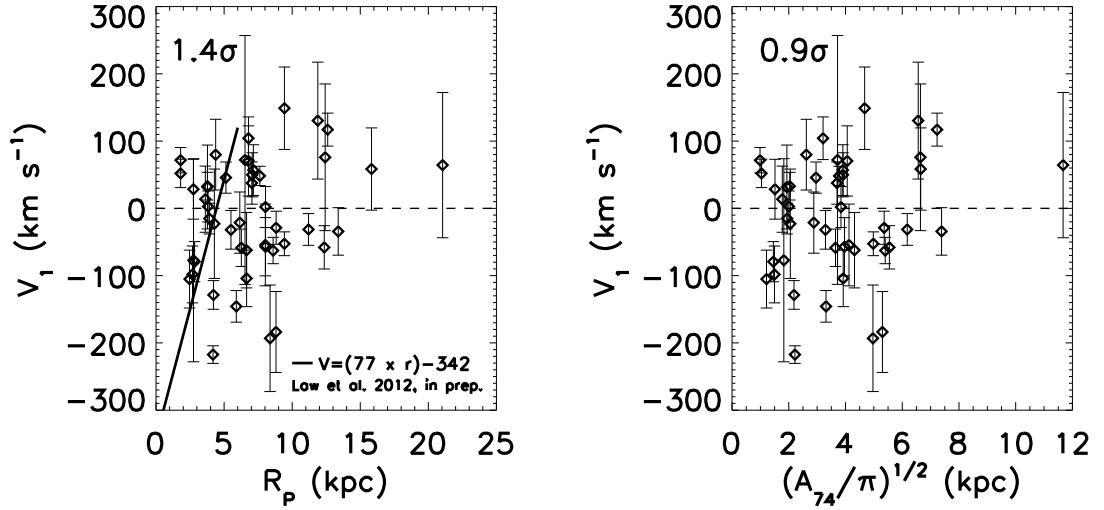 300
200
100
0
−100
−200
−300
V₁ (km s⁻¹)
1.4σ
V=(77 x r)−342
Law et al. 2012, in prep.
0 5 10 15 20 25
R_P (kpc)
300
200
100
0
−100
−200
−300
V₁ (km s⁻¹)
0.9σ
0 2 4 6 8 10 12
(A₇₄/π)^1/2 (kpc)